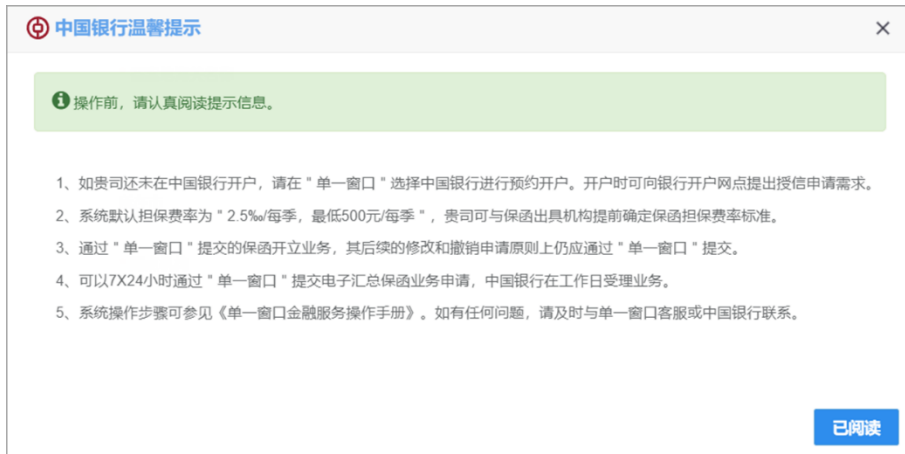 中国银行温馨提示
操作前，请认真阅读提示信息。
1、如贵司还未在中国银行开户，请在＂单一窗口＂选择中国银行进行预约开户。开户时可向银行开户网点提出授信申请需求。
2、系统默认担保费率为＂2.5‰/每季，最低500元/每季＂，贵司可与保函出具机构提前确定保函担保费率标准。
3、通过＂单一窗口＂提交的保函开立业务，其后续的修改和撤销申请原则上仍应通过＂单一窗口＂提交。
4、可以7X24小时通过＂单一窗口＂提交电子汇总保函业务申请，中国银行在工作日受理业务。
5、系统操作步骤可参见《单一窗口金融服务操作手册》。如有任何问题，请及时与单一窗口客服或中国银行联系。
已阅读